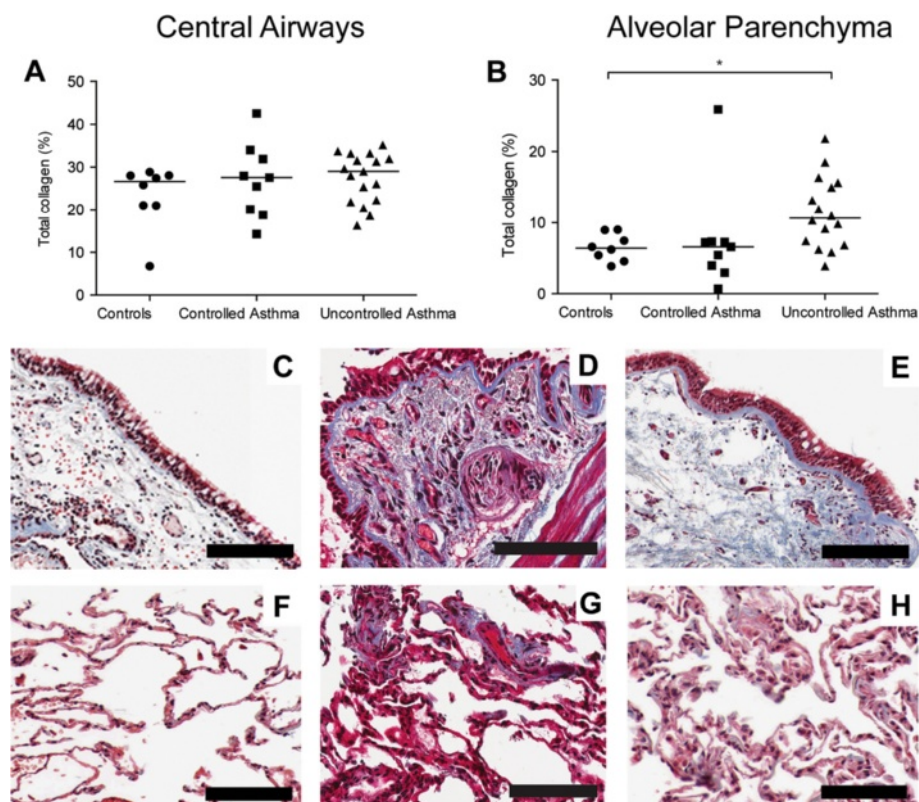 Central Airways
Alveolar Parenchyma
A
B
Total collagen (%)
50
40
30
20
10
0
Controls
Controlled Asthma
Uncontrolled Asthma
Total collagen (%)
30
20
10
0
*
Controls
Controlled Asthma
Uncontrolled Asthma
C
D
E
F
G
H